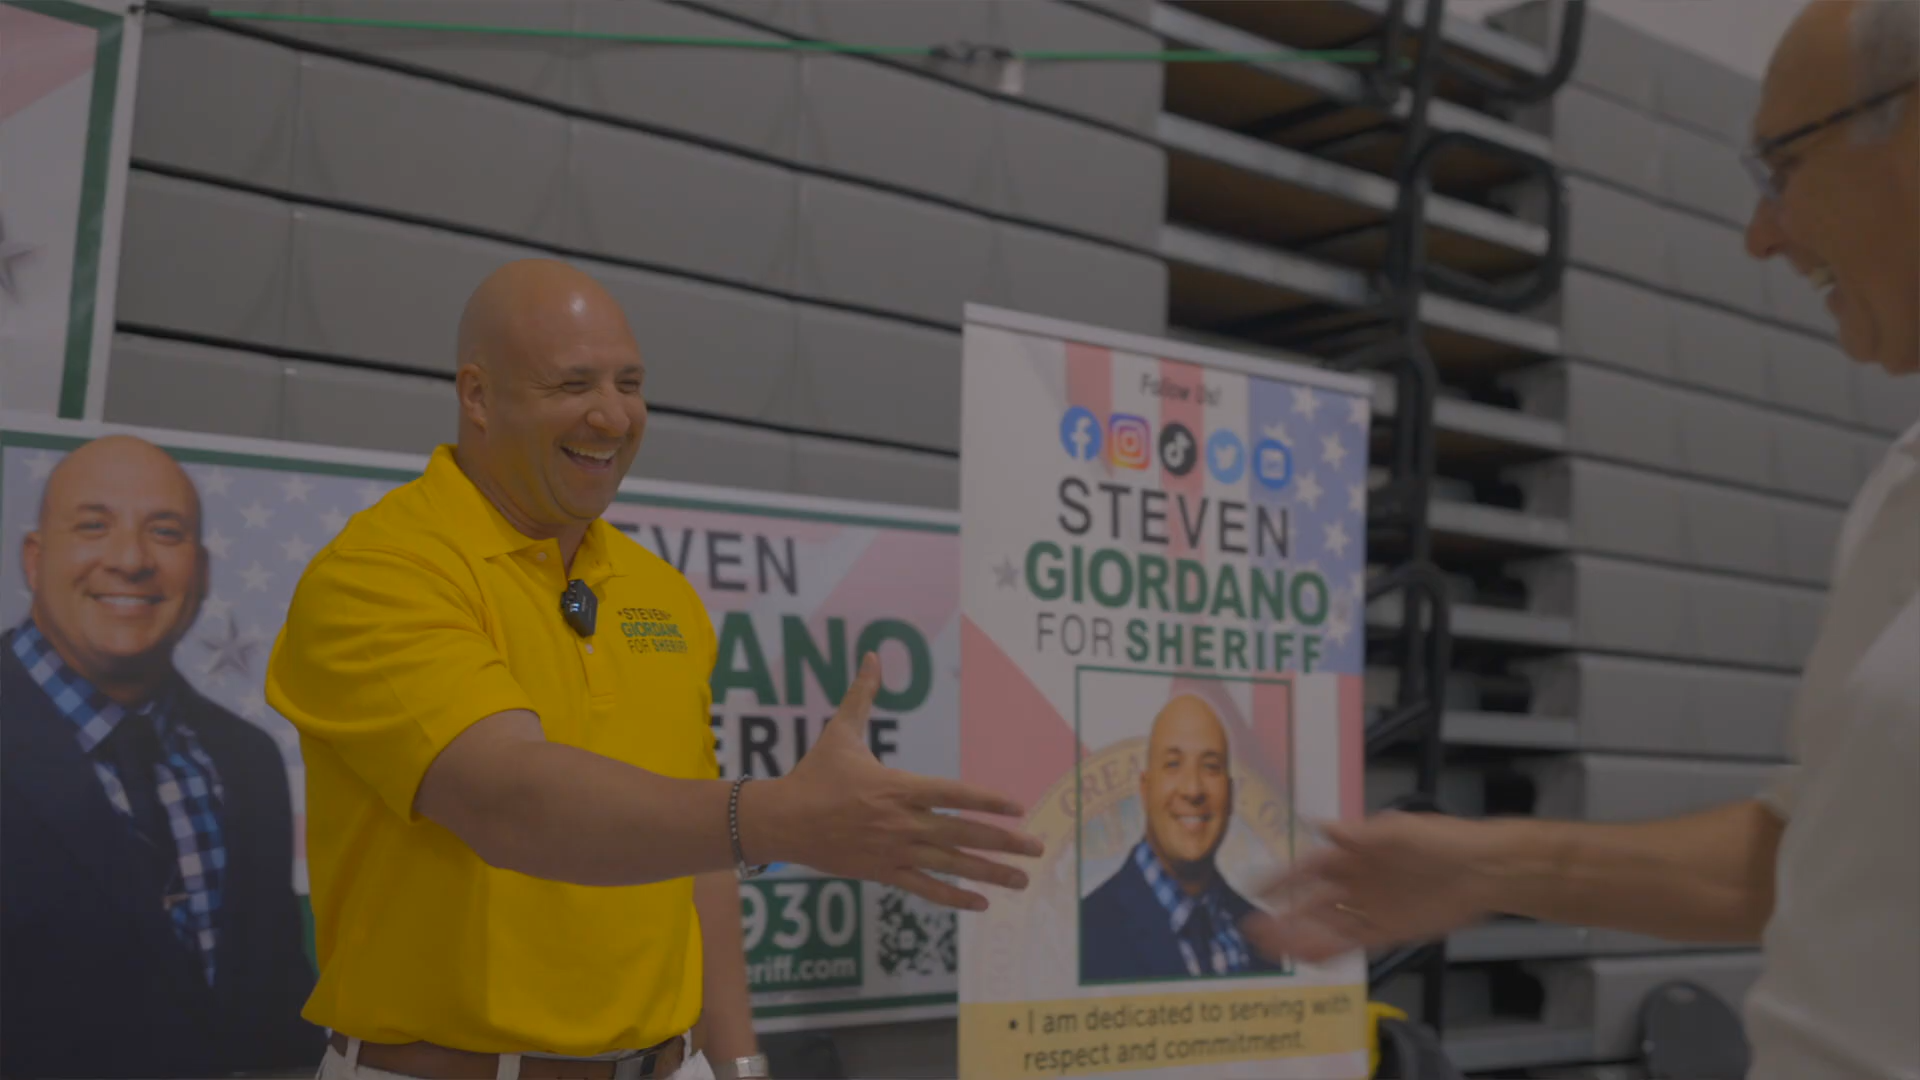 Follow Us!
STEVEN
GIORDANO
FOR SHERIFF
GREAT
• I am dedicated to serving with
respect and commitment.
EVEN
ANO
ERIFF
930
eriff.com
STEVEN
GIORDANO
FOR SHERIFF